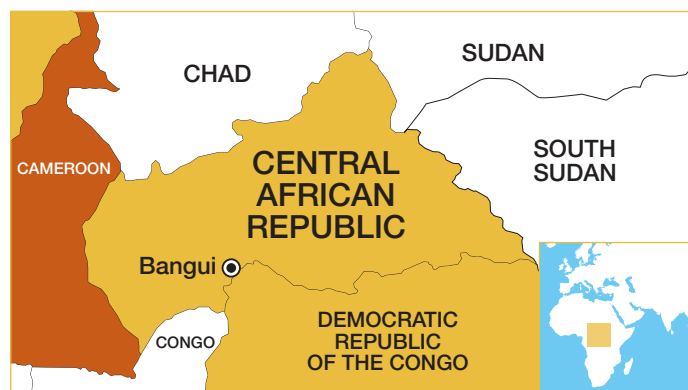 SUDAN
CHAD
CENTRAL
AFRICAN
REPUBLIC
SOUTH
SUDAN
CAMEROON
Bangui
DEMOCRATIC
REPUBLIC
OF THE CONGO
CONGO